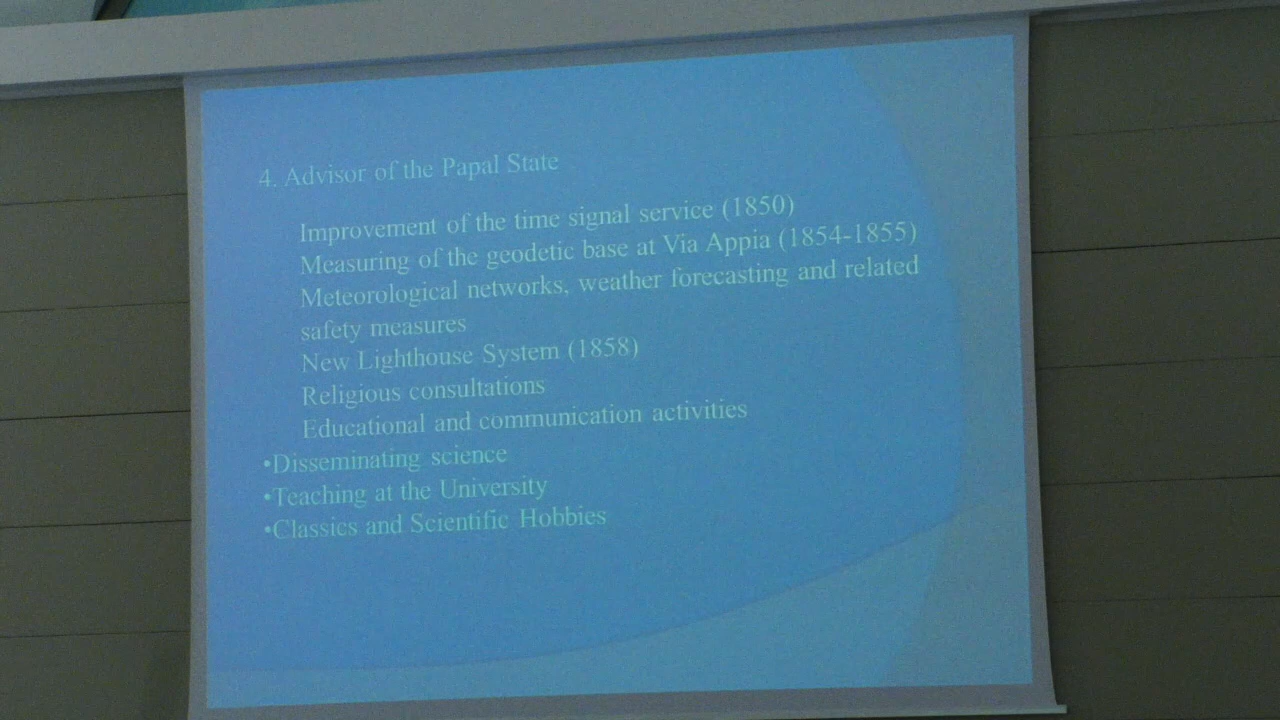 4. Advisor of the Papal State
Improvement of the time signal service (1850)
Measuring of the geodetic base at Via Appia (1854-1855)
Meteorological networks, weather forecasting and related
safety measures
New Lighthouse System (1858)
Religious consultations
Educational and communication activities
•Disseminating science
•Teaching at the University
•Classics and Scientific Hobbies